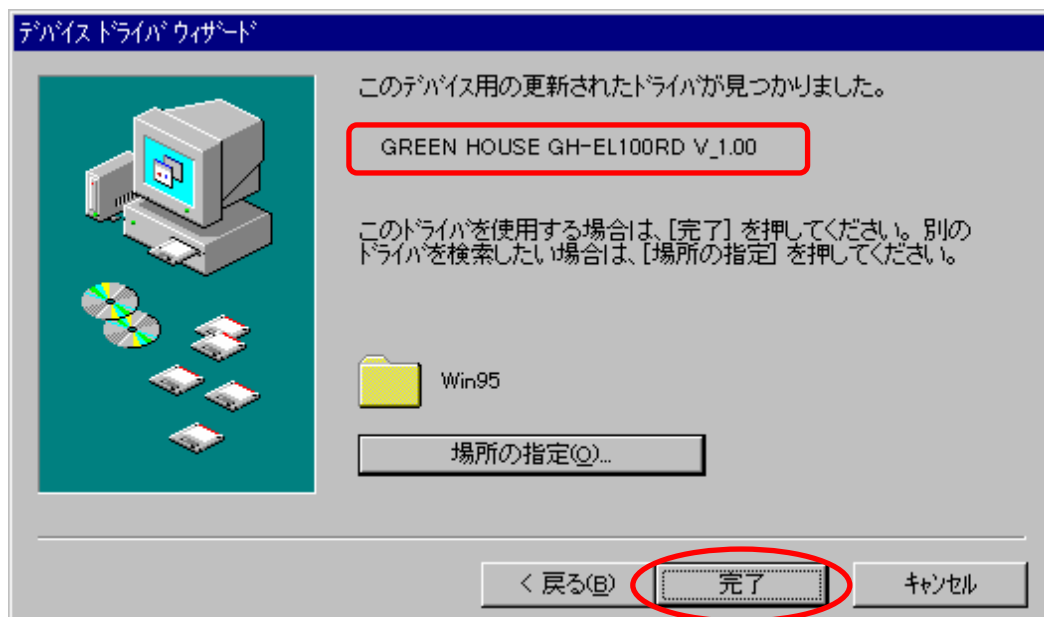 ﾃﾞﾊﾞｲｽ ﾄﾞﾗｲﾊﾞ ｳｨｻﾞｰﾄﾞ
このﾃﾞﾊﾞｲｽ用の更新されたﾄﾞﾗｲﾊﾞが見つかりました。
GREEN HOUSE GH-EL100RD V_1.00
このﾄﾞﾗｲﾊﾞを使用する場合は、[完了] を押してください。別の
ﾄﾞﾗｲﾊﾞを検索したい場合は、[場所の指定] を押してください。
Win95
場所の指定(O)...
< 戻る(B)
完了
ｷｬﾝｾﾙ